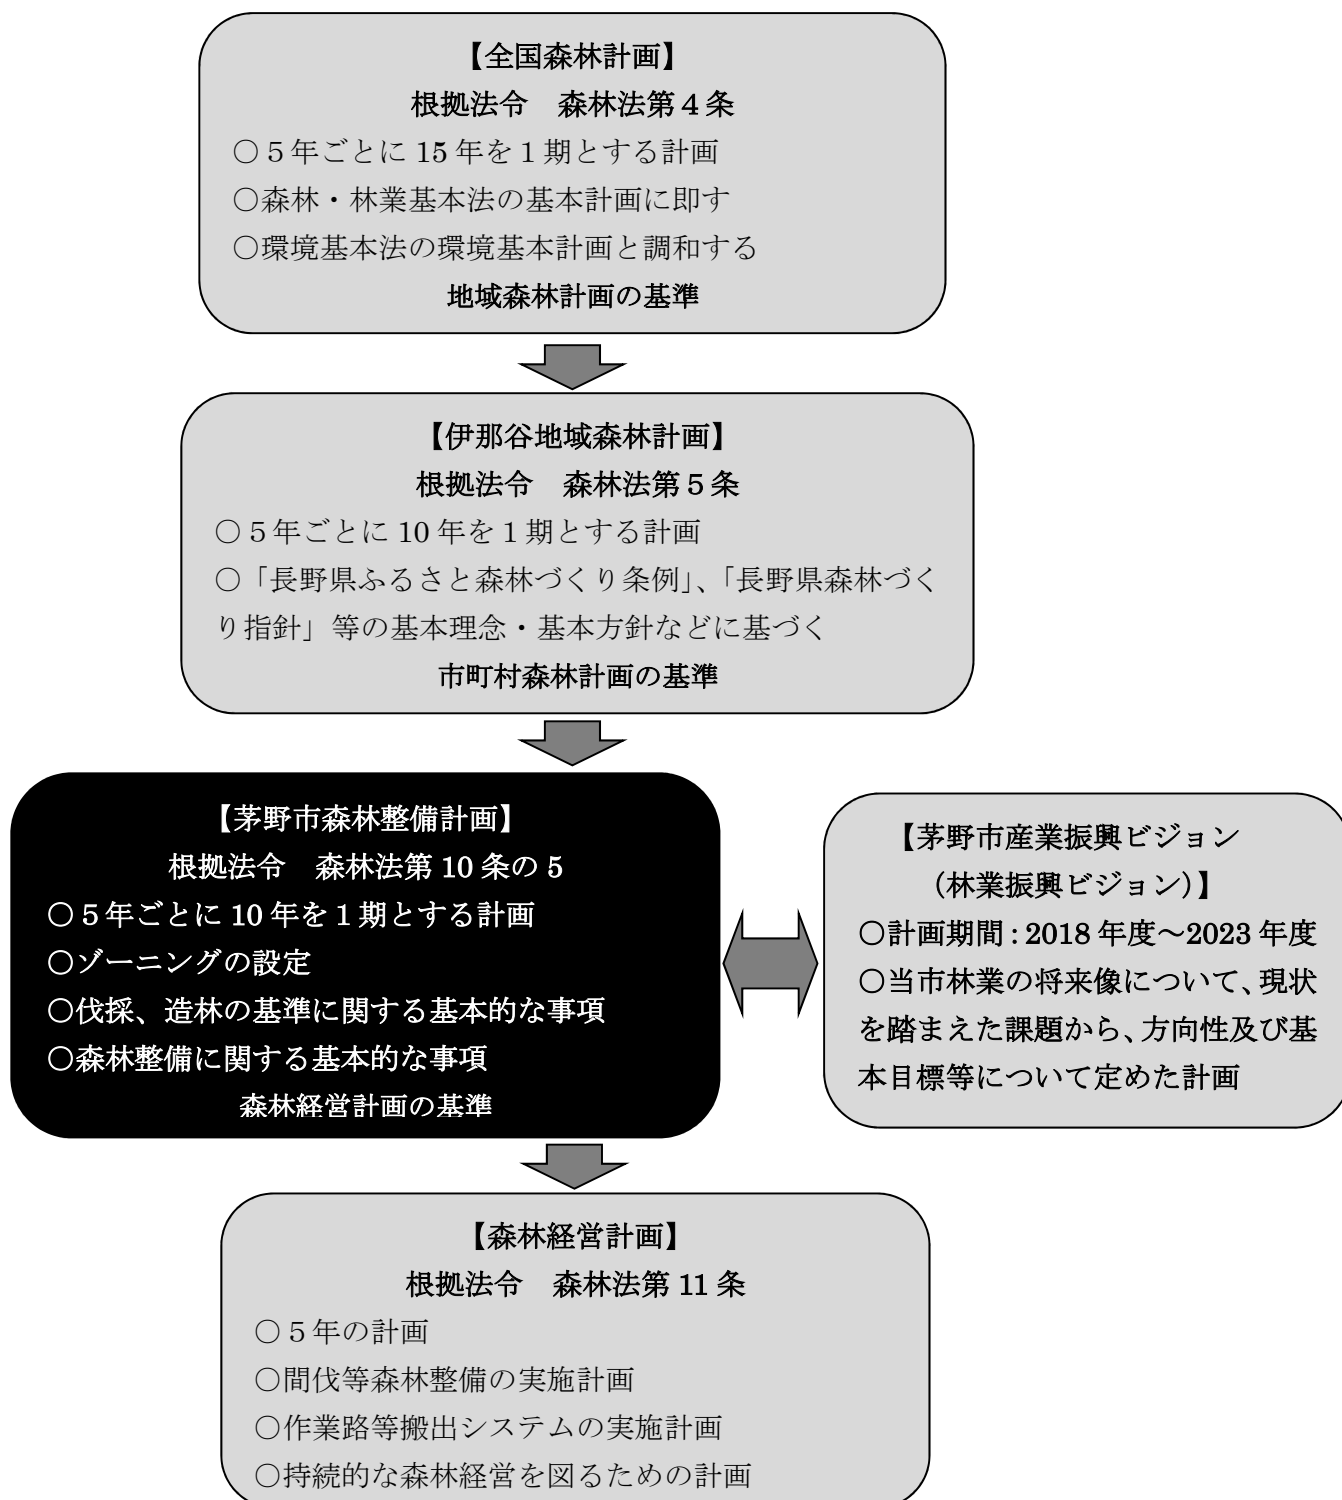 【全国森林計画】
根拠法令　森林法第４条
○５年ごとに 15 年を１期とする計画
○森林・林業基本法の基本計画に即す
○環境基本法の環境基本計画と調和する
地域森林計画の基準
【伊那谷地域森林計画】
根拠法令　森林法第５条
○５年ごとに 10 年を１期とする計画
○「長野県ふるさと森林づくり条例」、「長野県森林づく
り指針」等の基本理念・基本方針などに基づく
市町村森林計画の基準
【茅野市森林整備計画】
根拠法令　森林法第 10 条の 5
○５年ごとに 10 年を１期とする計画
○ゾーニングの設定
○伐採、造林の基準に関する基本的な事項
○森林整備に関する基本的な事項
森林経営計画の基準
【茅野市産業振興ビジョン
（林業振興ビジョン）】
○計画期間：2018 年度～2023 年度
○当市林業の将来像について、現状
を踏まえた課題から、方向性及び基
本目標等について定めた計画
【森林経営計画】
根拠法令　森林法第 11 条
○５年の計画
○間伐等森林整備の実施計画
○作業路等搬出システムの実施計画
○持続的な森林経営を図るための計画